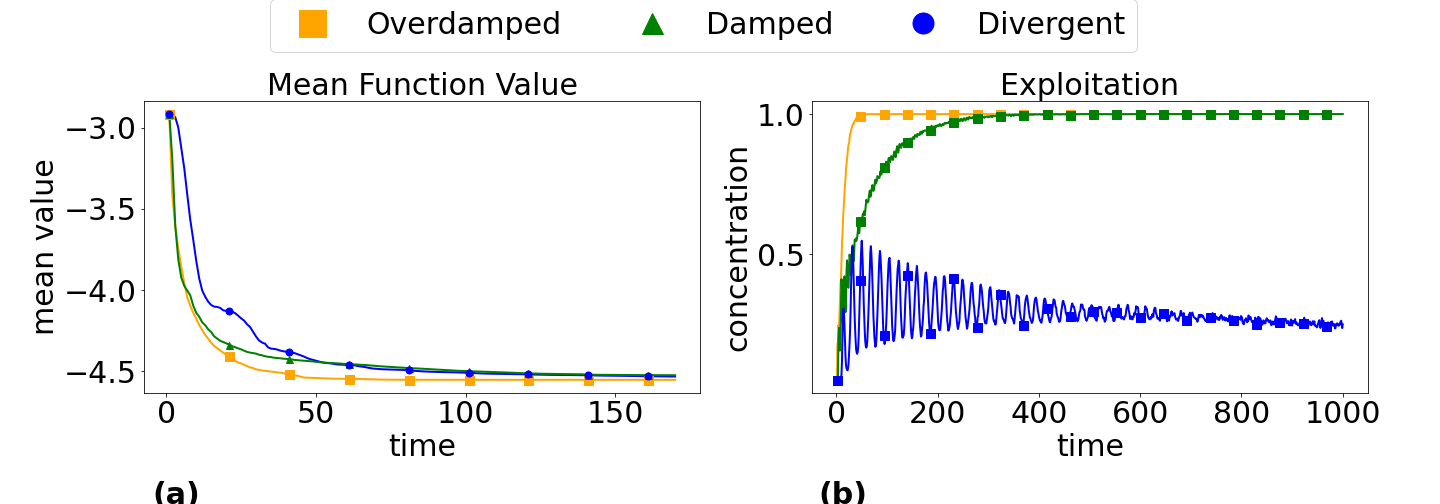 Overdamped Damped Divergent
Mean Function Value
mean value
−3.0
−3.5
−4.0
−4.5
0 50 100 150
time
(a)
Exploitation
concentration
1.0
0.5
0 200 400 600 800 1000
time
(b)